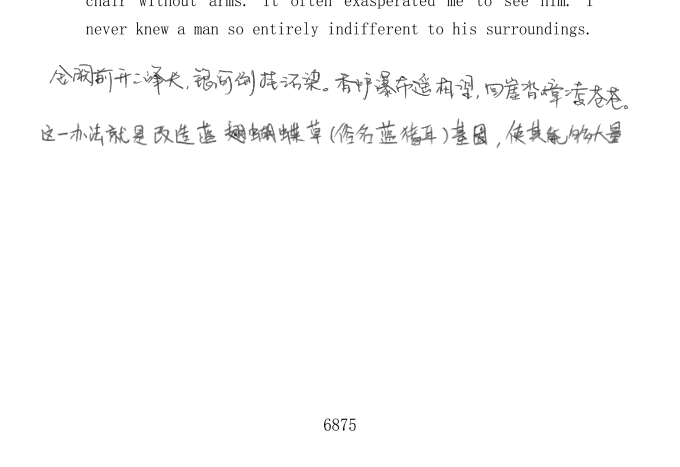 chair without arms. It often exasperated me to see him. I
never knew a man so entirely indifferent to his surroundings.
金阙前开二峰长，银河倒挂三石梁。香炉瀑布遥相望，回崖沓嶂凌苍苍。
这一办法就是改造蓝翅蝴蝶草(俗名蓝猪耳)基因，使其能够大量
6875